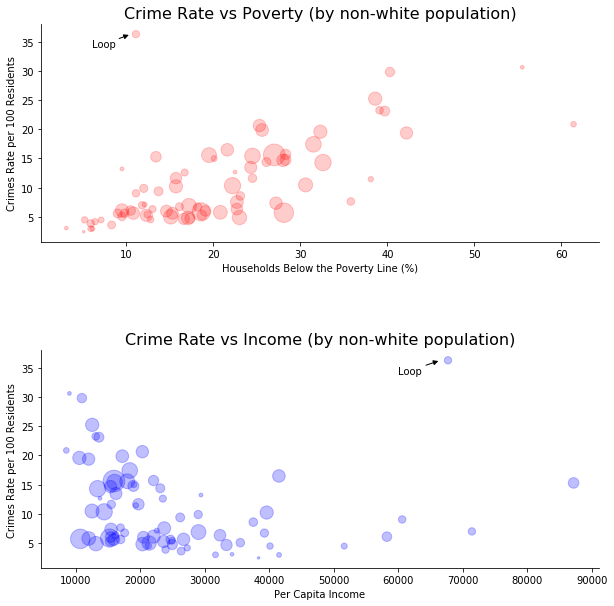 Crime Rate vs Poverty (by non-white population)
35
30
25
20
15
10
5
Crimes Rate per 100 Residents
Loop
10 20 30 40 50 60
Households Below the Poverty Line (%)
Crime Rate vs Income (by non-white population)
35
30
25
20
15
10
5
Crimes Rate per 100 Residents
Loop
10000 20000 30000 40000 50000 60000 70000 80000 90000
Per Capita Income